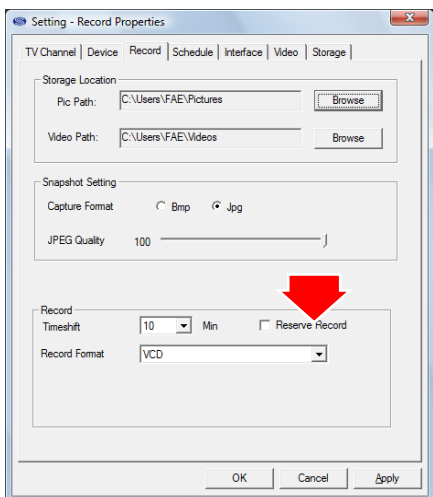 Setting - Record Properties
TV Channel Device Record Schedule Interface Video Storage
Storage Location
Pic Path: C:\Users\FAE\Pictures Browse
Video Path: C:\Users\FAE\Videos Browse
Snapshot Setting
Capture Format Bmp Jpg
JPEG Quality 100
Record
Timeshift 10 Min Reserve Record
Record Format VCD
OK Cancel Apply